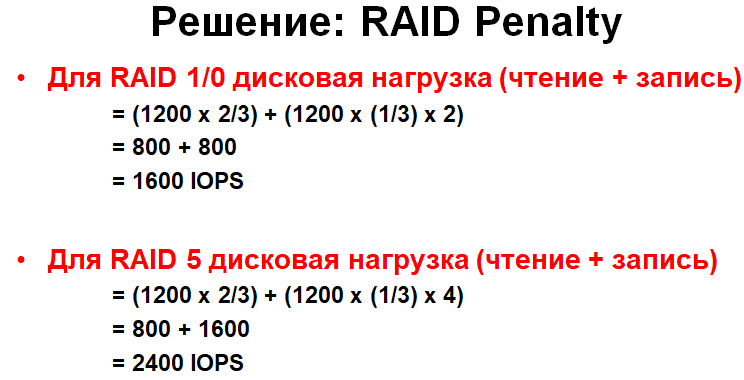 Решение: RAID Penalty
• Для RAID 1/0 дисковая нагрузка (чтение + запись)
= (1200 x 2/3) + (1200 x (1/3) x 2)
= 800 + 800
= 1600 IOPS
• Для RAID 5 дисковая нагрузка (чтение + запись)
= (1200 x 2/3) + (1200 x (1/3) x 4)
= 800 + 1600
= 2400 IOPS